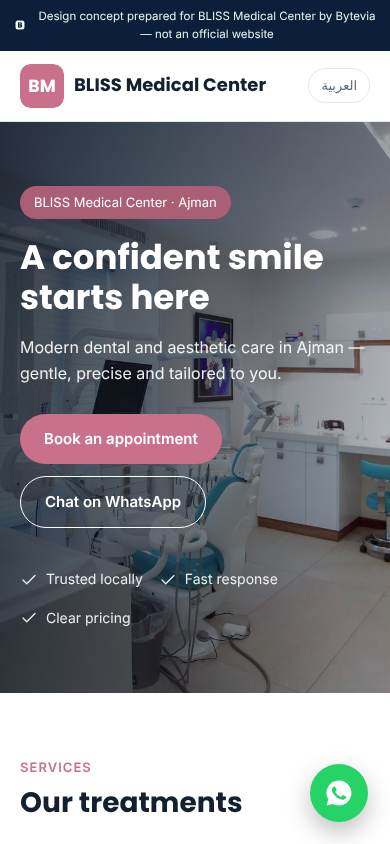 Design concept prepared for BLISS Medical Center by Bytevia
— not an official website
BM
BLISS Medical Center
العربية
BLISS Medical Center · Ajman
A confident smile
starts here
Modern dental and aesthetic care in Ajman —
gentle, precise and tailored to you.
Book an appointment
Chat on WhatsApp
Trusted locally
Fast response
Clear pricing
SERVICES
Our treatments